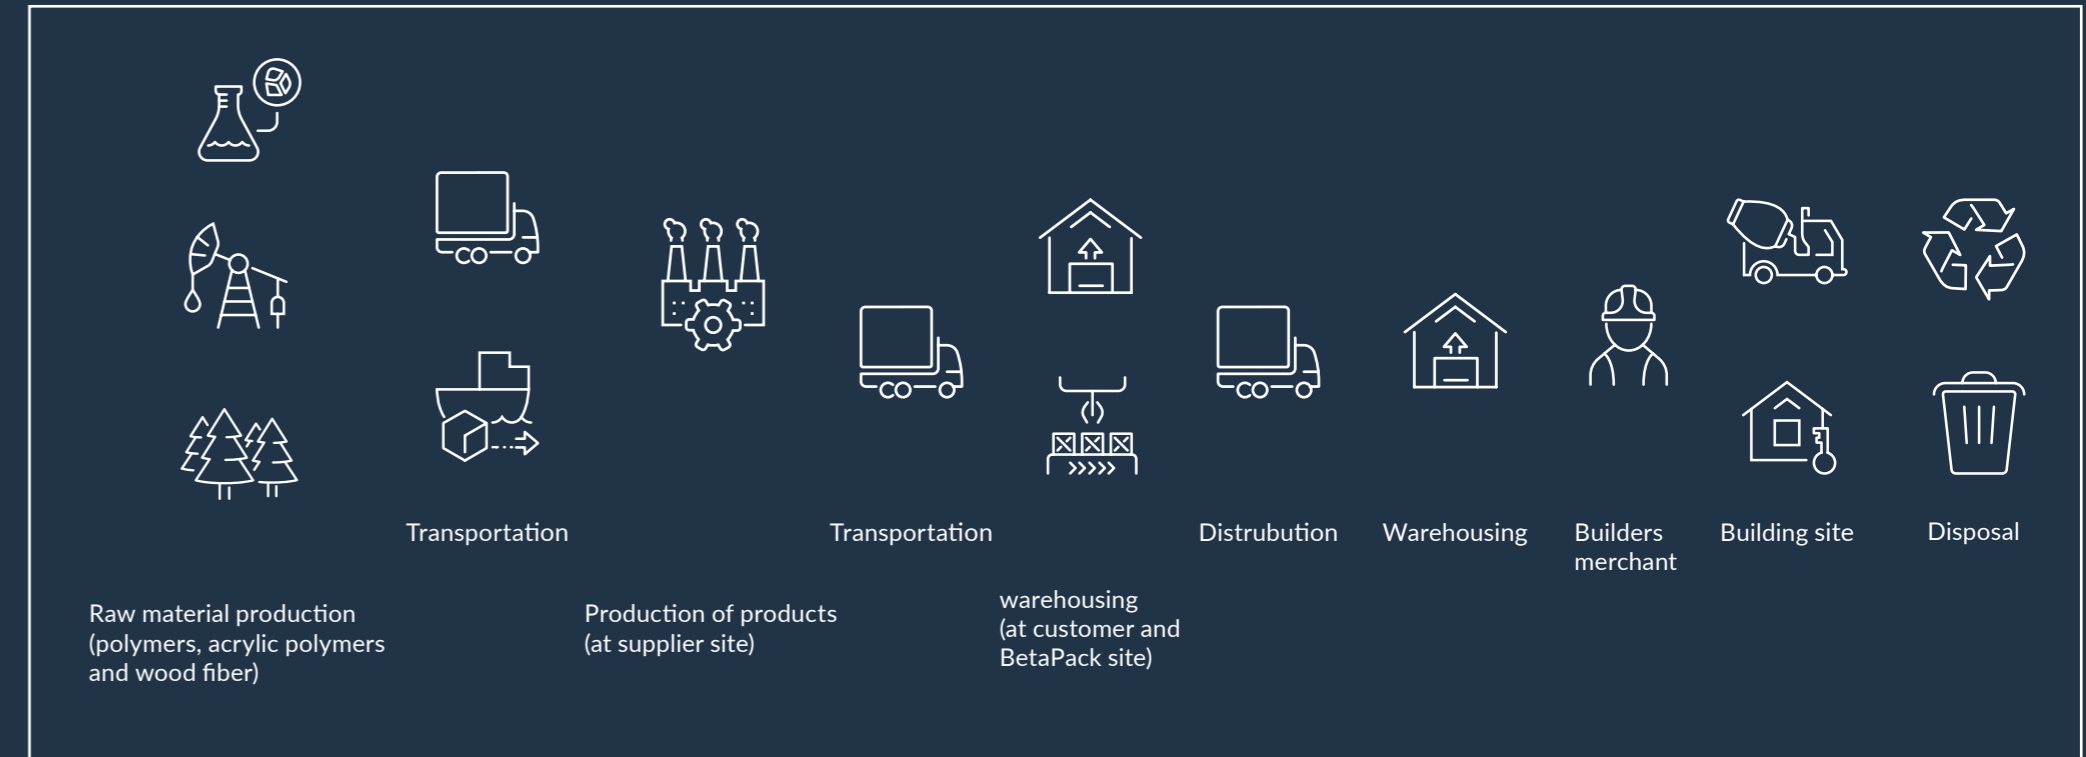 Transportation
Transportation
Distrubution
Warehousing
Builders
merchant
Building site
Disposal
Raw material production
(polymers, acrylic polymers
and wood fiber)
Production of products
(at supplier site)
warehousing
(at customer and
BetaPack site)